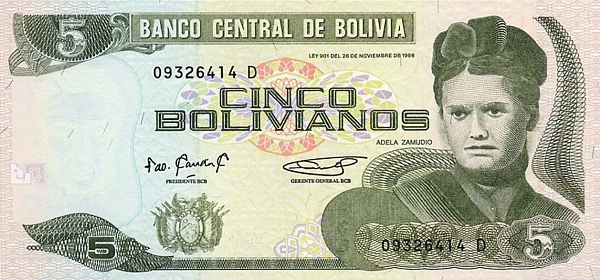 5 BANCO CENTRAL DE BOLIVIA
LEY 901 DEL 28 DE NOVIEMBRE DE 1986
09326414 D
CINCO
BOLIVIANOS
ADELA ZAMUDIO
PRESIDENTE BCB
GERENTE GENERAL BCB
5
5
09326414 D